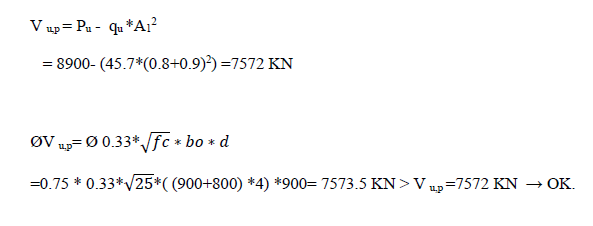 V u,p= Pu - qu*A1²
= 8900- (45.7*(0.8+0.9)²) =7572 KN
ØV u,p= Ø 0.33*√fc ∗ bo ∗ d
=0.75 * 0.33*√25*( (900+800) *4) *900= 7573.5 KN > V u,p =7572 KN → OK.